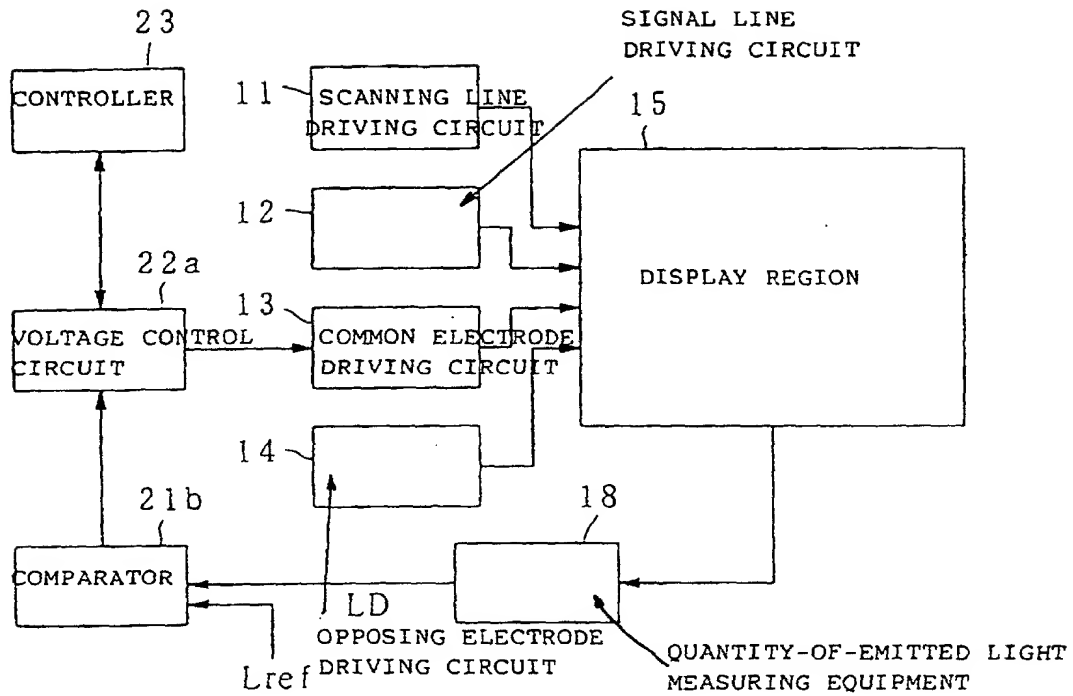 SIGNAL LINE
DRIVING CIRCUIT
23
CONTROLLER
11
SCANNING LINE
DRIVING CIRCUIT
15
12
DISPLAY REGION
22a
VOLTAGE CONTROL
CIRCUIT
13
COMMON ELECTRODE
DRIVING CIRCUIT
14
21b
COMPARATOR
18
LD
OPPOSING ELECTRODE
DRIVING CIRCUIT
Lref
QUANTITY-OF-EMITTED LIGHT
MEASURING EQUIPMENT